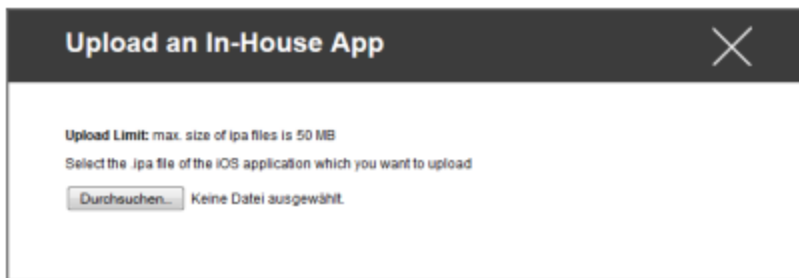 Upload an In-House App
Upload Limit: max. size of ipa files is 50 MB
Select the .ipa file of the iOS application which you want to upload
Durchsuchen... Keine Datei ausgewählt.